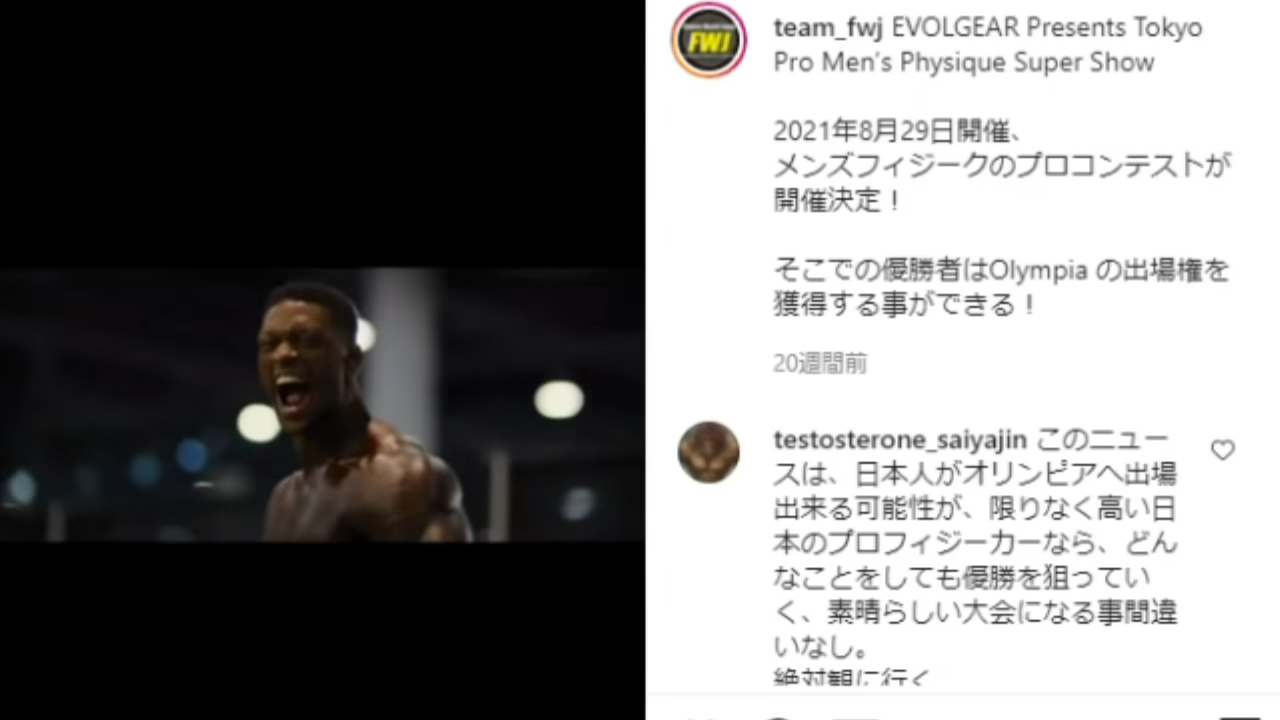 FWJ
team_fwj EVOLGEAR Presents Tokyo
Pro Men's Physique Super Show
2021年8月29日開催、
メンズフィジークのプロコンテストが
開催決定！
そこでの優勝者はOlympia の出場権を
獲得する事ができる！
20週間前
testosterone_saiyajin このニュー
スは、日本人がオリンピアへ出場
出来る可能性が、限りなく高い日
本のプロフィジーカーなら、どん
なことをしても優勝を狙ってい
く、素晴らしい大会になる事間違
いなし。
絶対観に行く